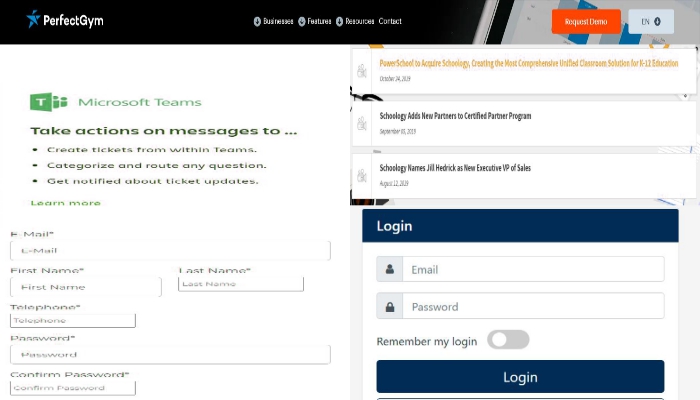 PerfectGym
Businesses Features Resources Contact
Request Demo
EN
Microsoft Teams
Take actions on messages to ...
• Create tickets from within Teams.
• Categorize and route any question.
• Get notified about ticket updates.
Learn more
PowerSchool to Acquire Schoology, Creating the Most Comprehensive Unified Classroom Solution for K-12 Education
October 24, 2019
Schoology Adds New Partners to Certified Partner Program
Schoology Names Jill Hedrick as New Executive VP of Sales
August 12, 2019
E-Mail*
E-Mail
First Name*
First Name
Last Name*
Last Name
Telephone*
Telephone
Password*
Password
Confirm Password*
Confirm Password
Login
Email
Password
Remember my login
Login